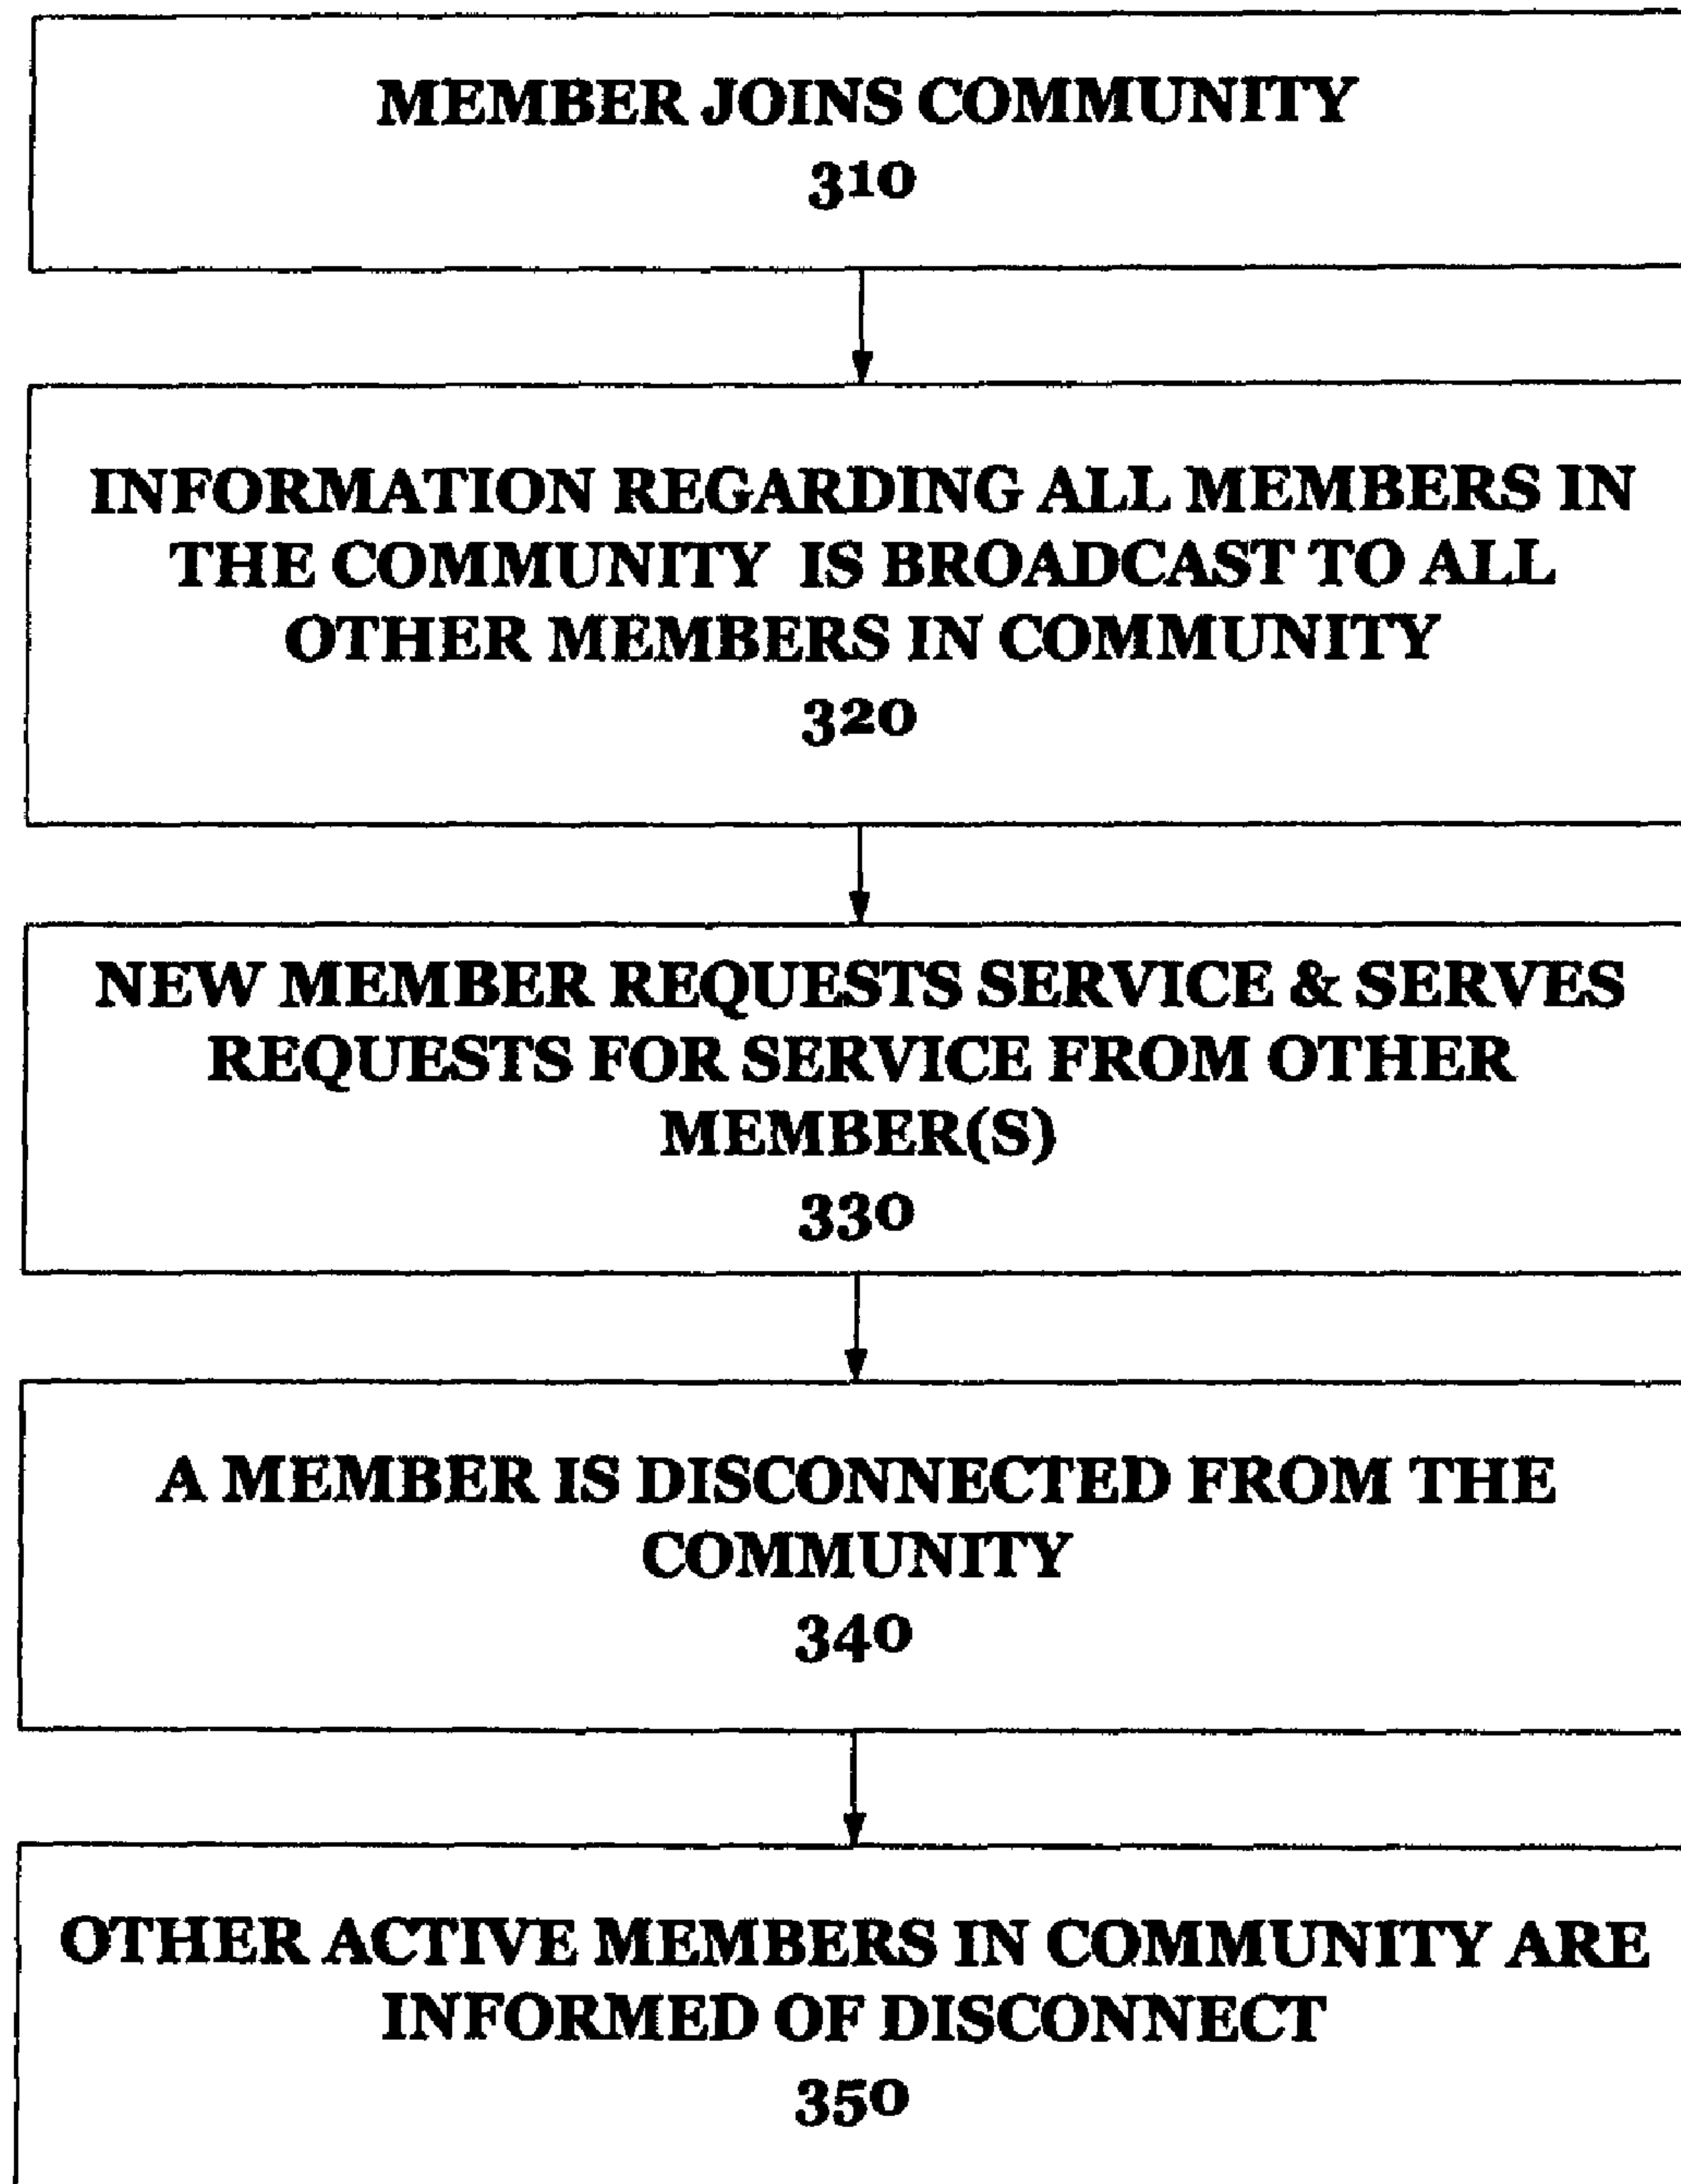 MEMBER JOINS COMMUNITY
310
INFORMATION REGARDING ALL MEMBERS IN
THE COMMUNITY IS BROADCAST TO ALL
OTHER MEMBERS IN COMMUNITY
320
NEW MEMBER REQUESTS SERVICE & SERVES
REQUESTS FOR SERVICE FROM OTHER
MEMBER(S)
330
A MEMBER IS DISCONNECTED FROM THE
COMMUNITY
340
OTHER ACTIVE MEMBERS IN COMMUNITY ARE
INFORMED OF DISCONNECT
350